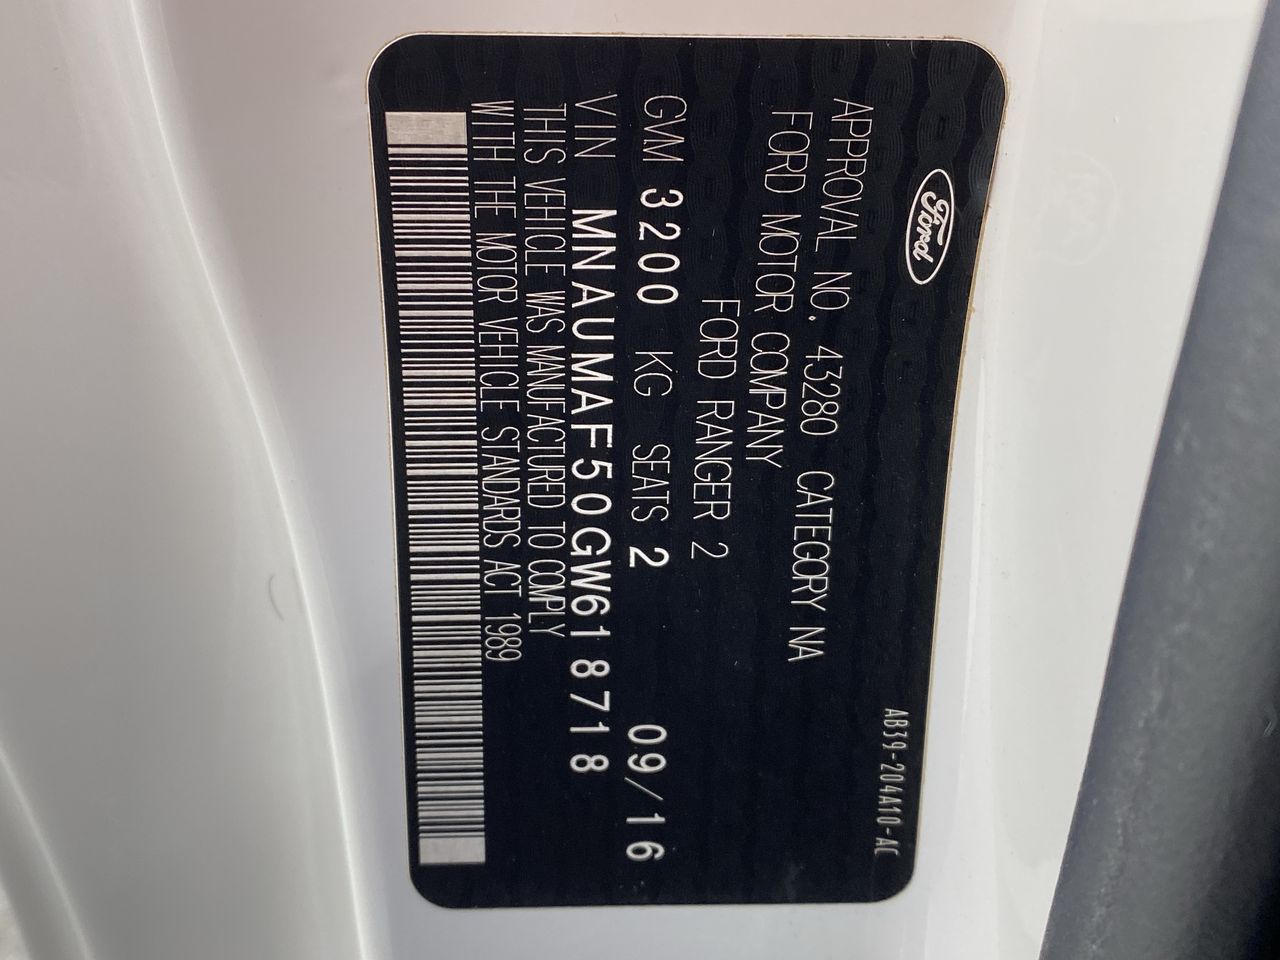 Ford
AB39-204A10-AC
APPROVAL NO. 43280 CATEGORY NA
FORD MOTOR COMPANY
FORD RANGER 2
GVM 3200 KG SEATS 2 09/16
VIN MNAUMAF50GW618718
THIS VEHICLE WAS MANUFACTURED TO COMPLY
WITH THE MOTOR VEHICLE STANDARDS ACT 1989